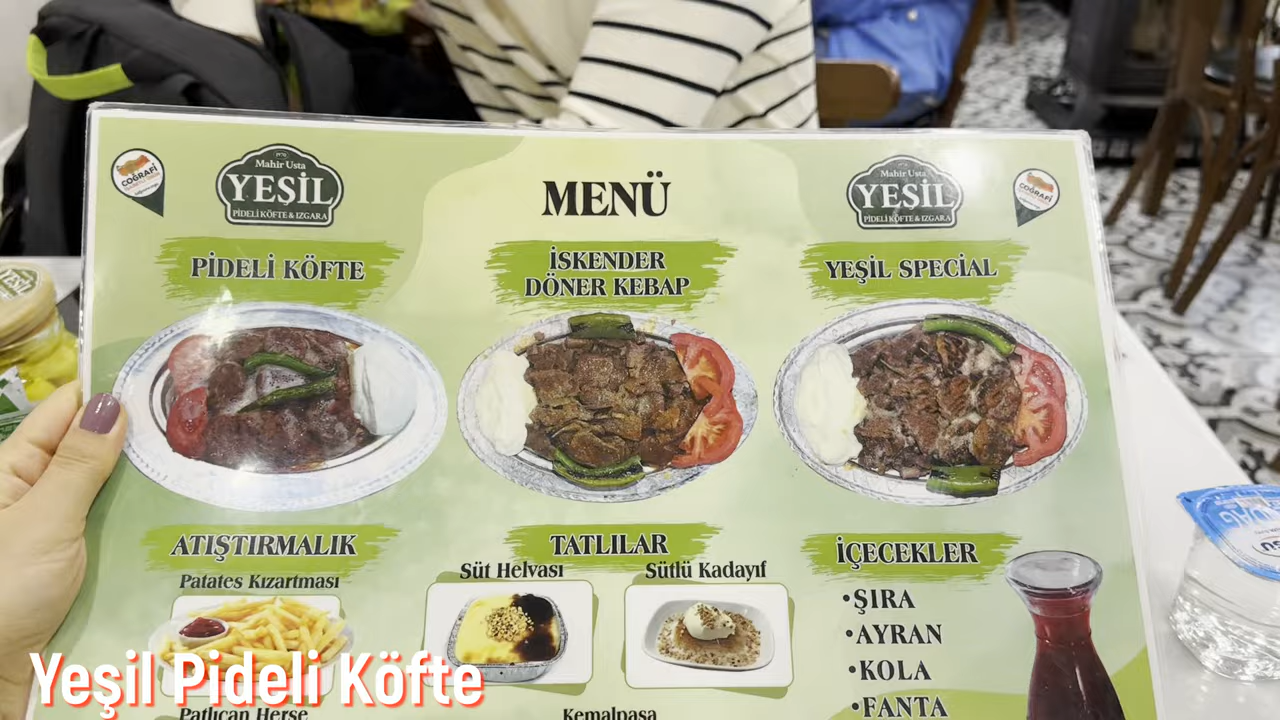 COĞRAFİ
Mahir Usta
YEŞİL
PİDELİ KÖFTE & IZGARA
MENÜ
Mahir Usta
YEŞİL
PİDELİ KÖFTE & IZGARA
COĞRAFİ
PİDELİ KÖFTE
İSKENDER
DÖNER KEBAP
YEŞİL SPECIAL
YEŞİL
ATIŞTIRMALIK
Patates Kızartması
TATLILAR
Süt Helvası
Sütlü Kadayıf
İÇECEKLER
•ŞIRA
•AYRAN
•KOLA
•FANTA
Patlıcan Herse
Kemalpaşa
Yeşil Pideli Köfte